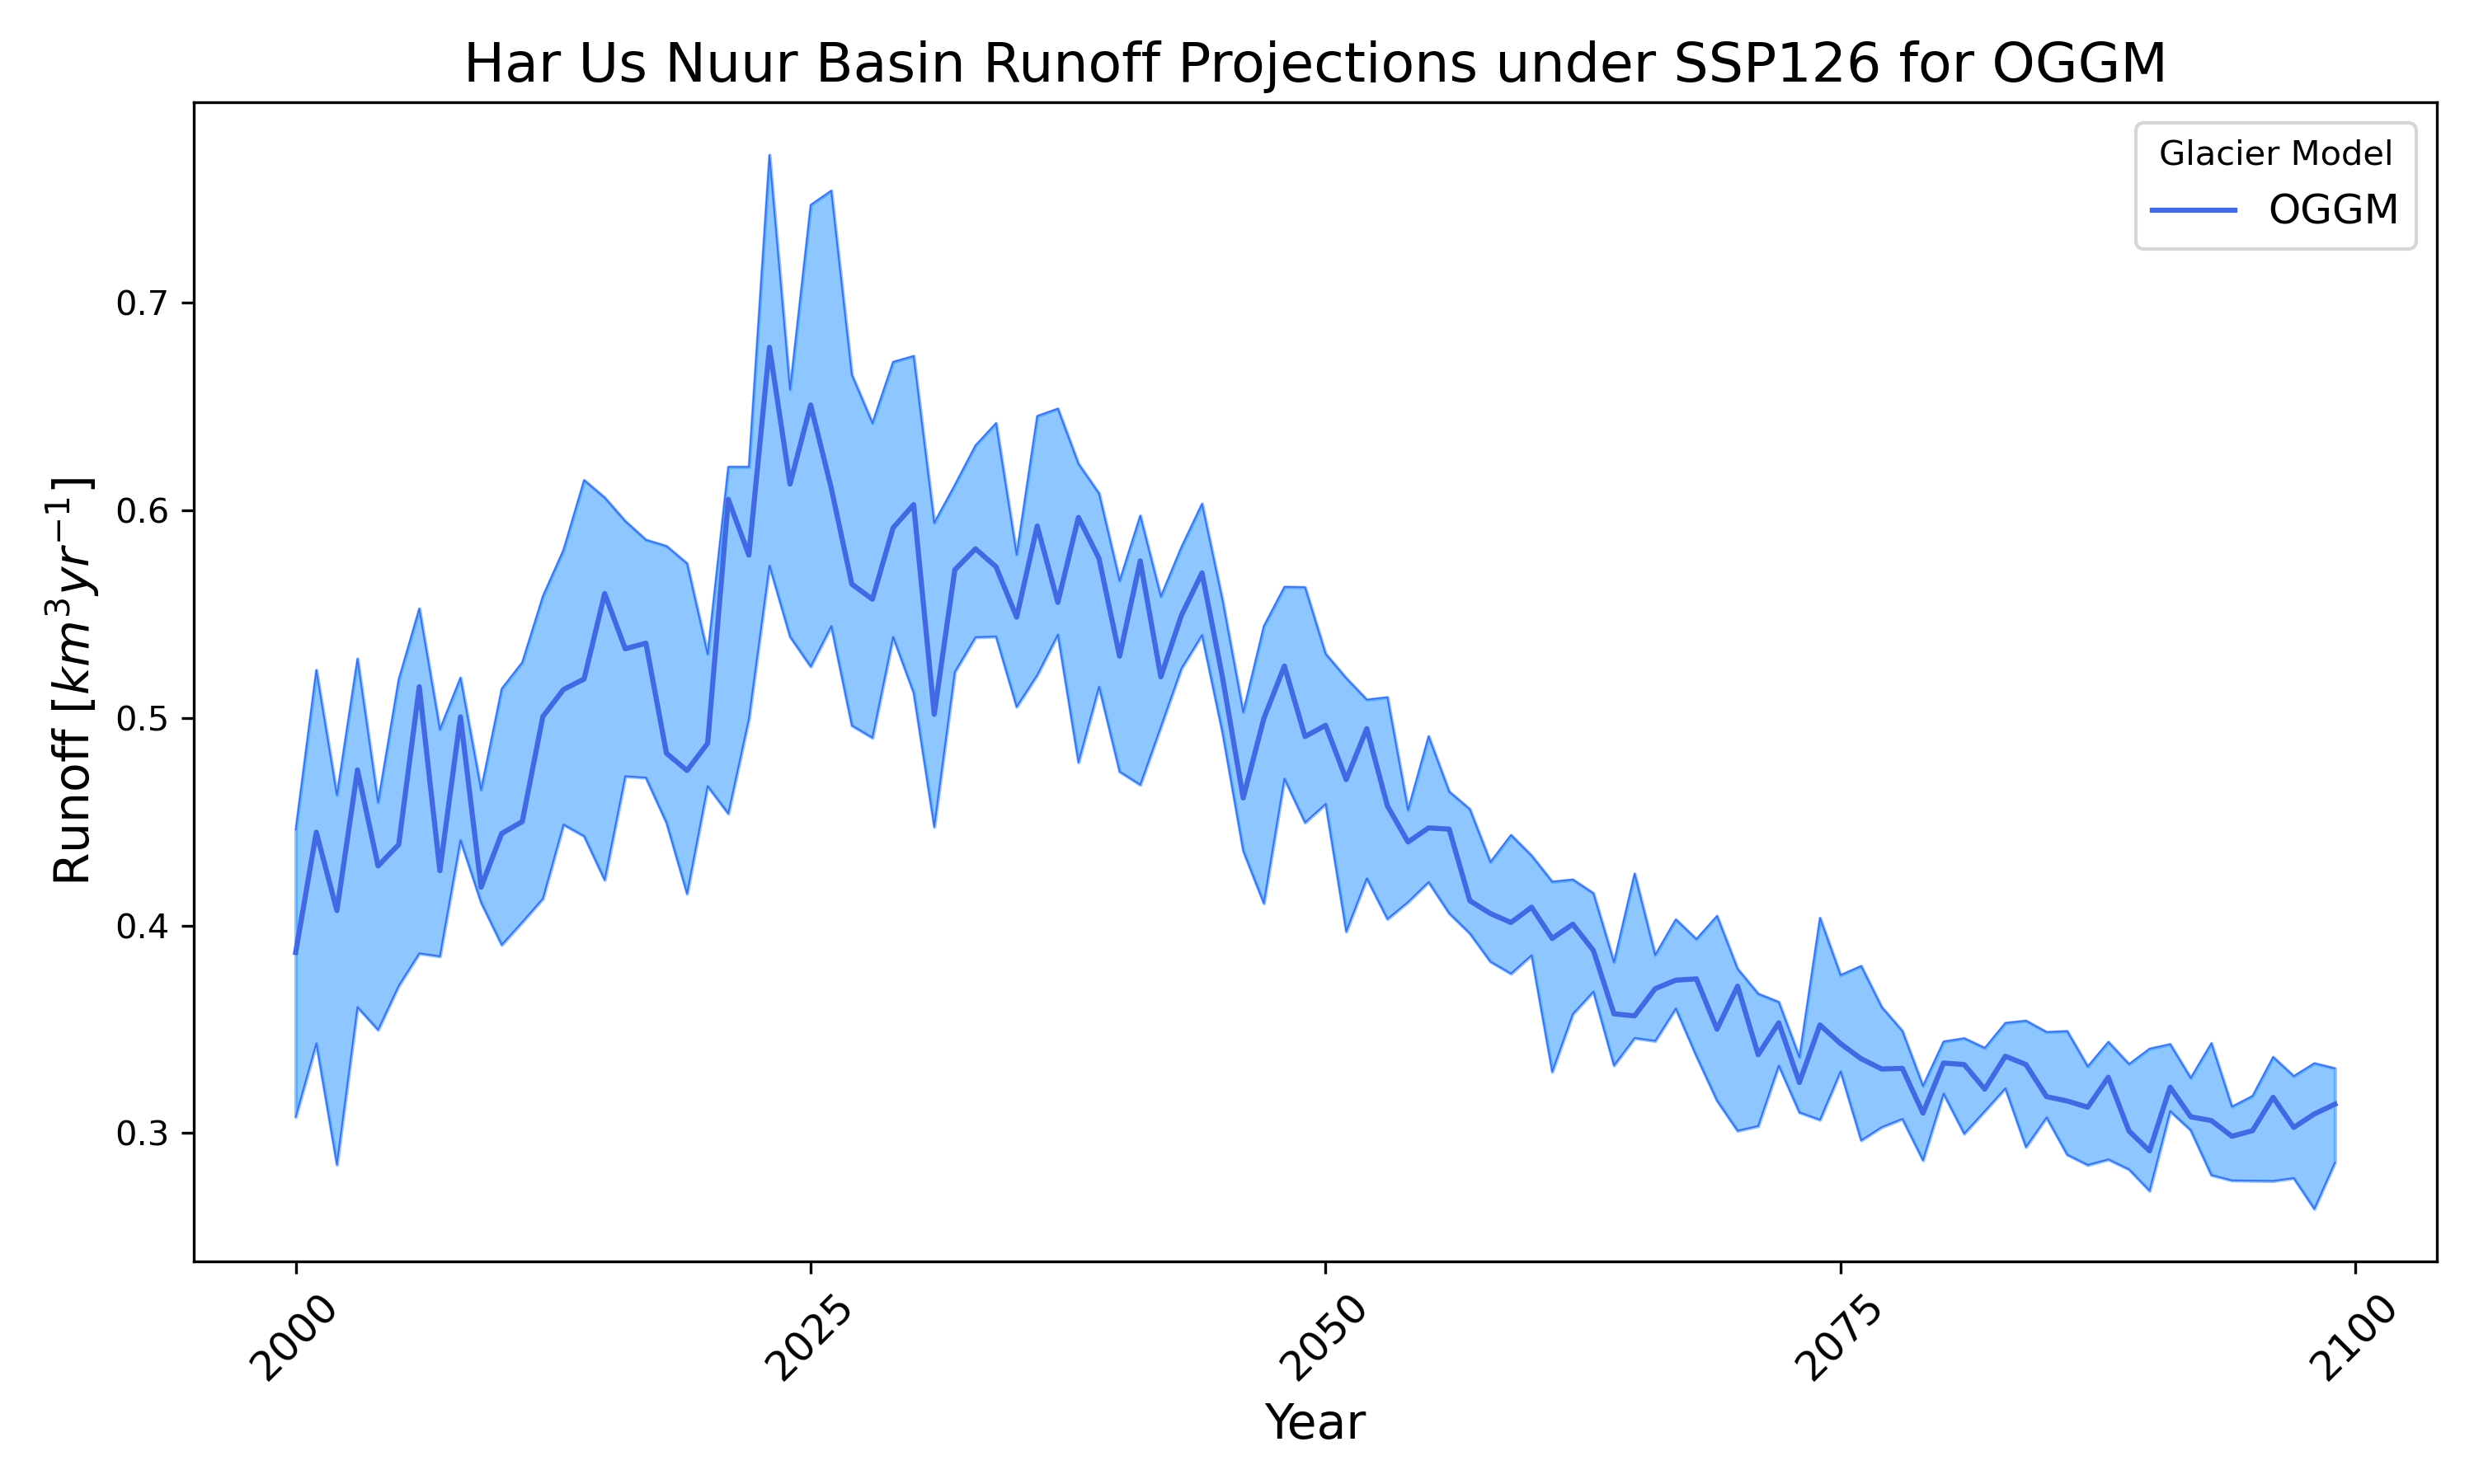 Har Us Nuur Basin Runoff Projections under SSP126 for OGGM
Glacier Model
OGGM
Runoff [km³yr⁻¹]
0.7
0.6
0.5
0.4
0.3
2000
2025
2050
2075
2100
Year